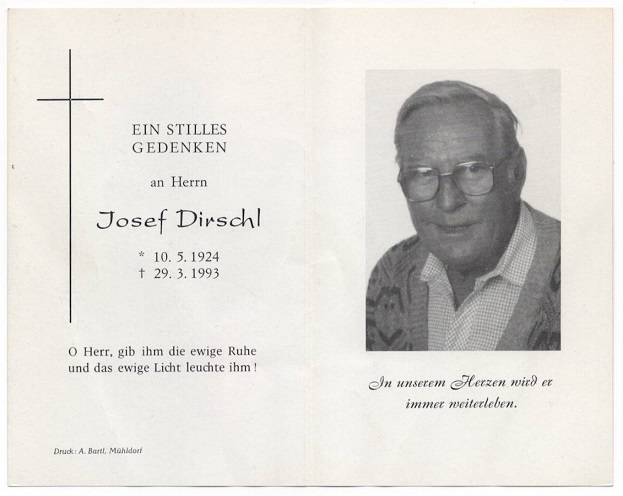 EIN STILLES
GEDENKEN
an Herrn
Josef Dirschl
* 10. 5. 1924
† 29. 3. 1993
O Herr, gib ihm die ewige Ruhe
und das ewige Licht leuchte ihm !
Druck: A. Bartl, Mühldorf
In unserem Herzen wird er
immer weiterleben.